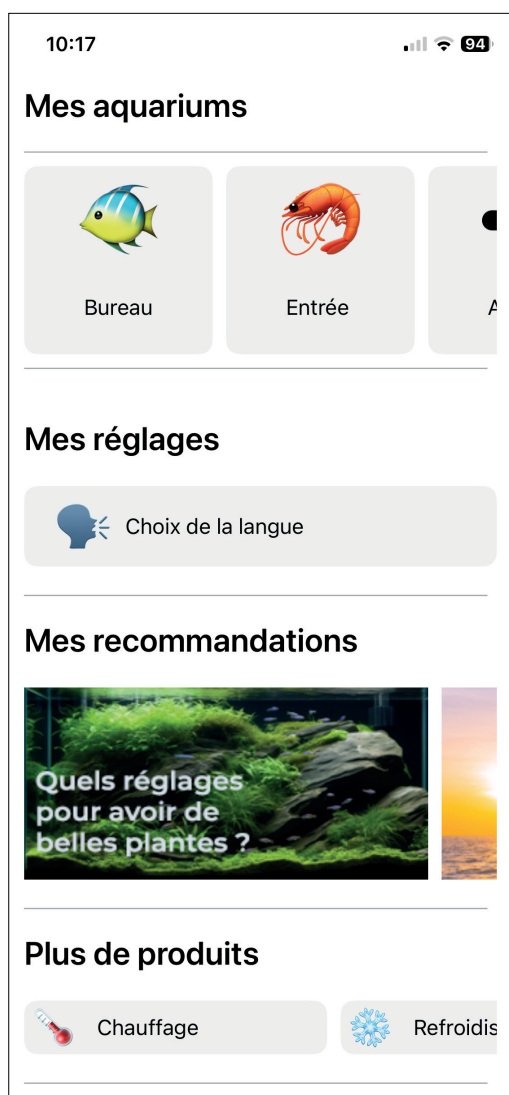 10:17
94
Mes aquariums
Bureau
Entrée
A
Mes réglages
Choix de la langue
Mes recommandations
Quels réglages
pour avoir de
belles plantes ?
Plus de produits
Chauffage
Refroidis